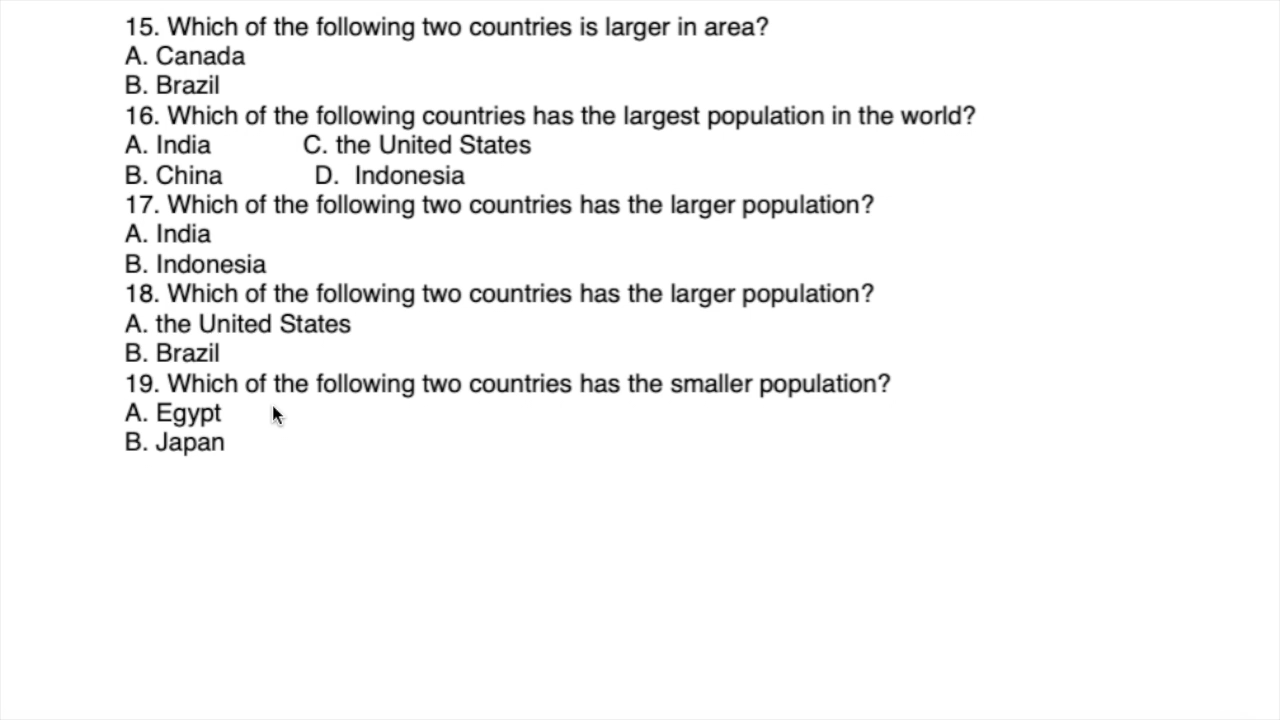 15. Which of the following two countries is larger in area?
A. Canada
B. Brazil
16. Which of the following countries has the largest population in the world?
A. India C. the United States
B. China D. Indonesia
17. Which of the following two countries has the larger population?
A. India
B. Indonesia
18. Which of the following two countries has the larger population?
A. the United States
B. Brazil
19. Which of the following two countries has the smaller population?
A. Egypt
B. Japan